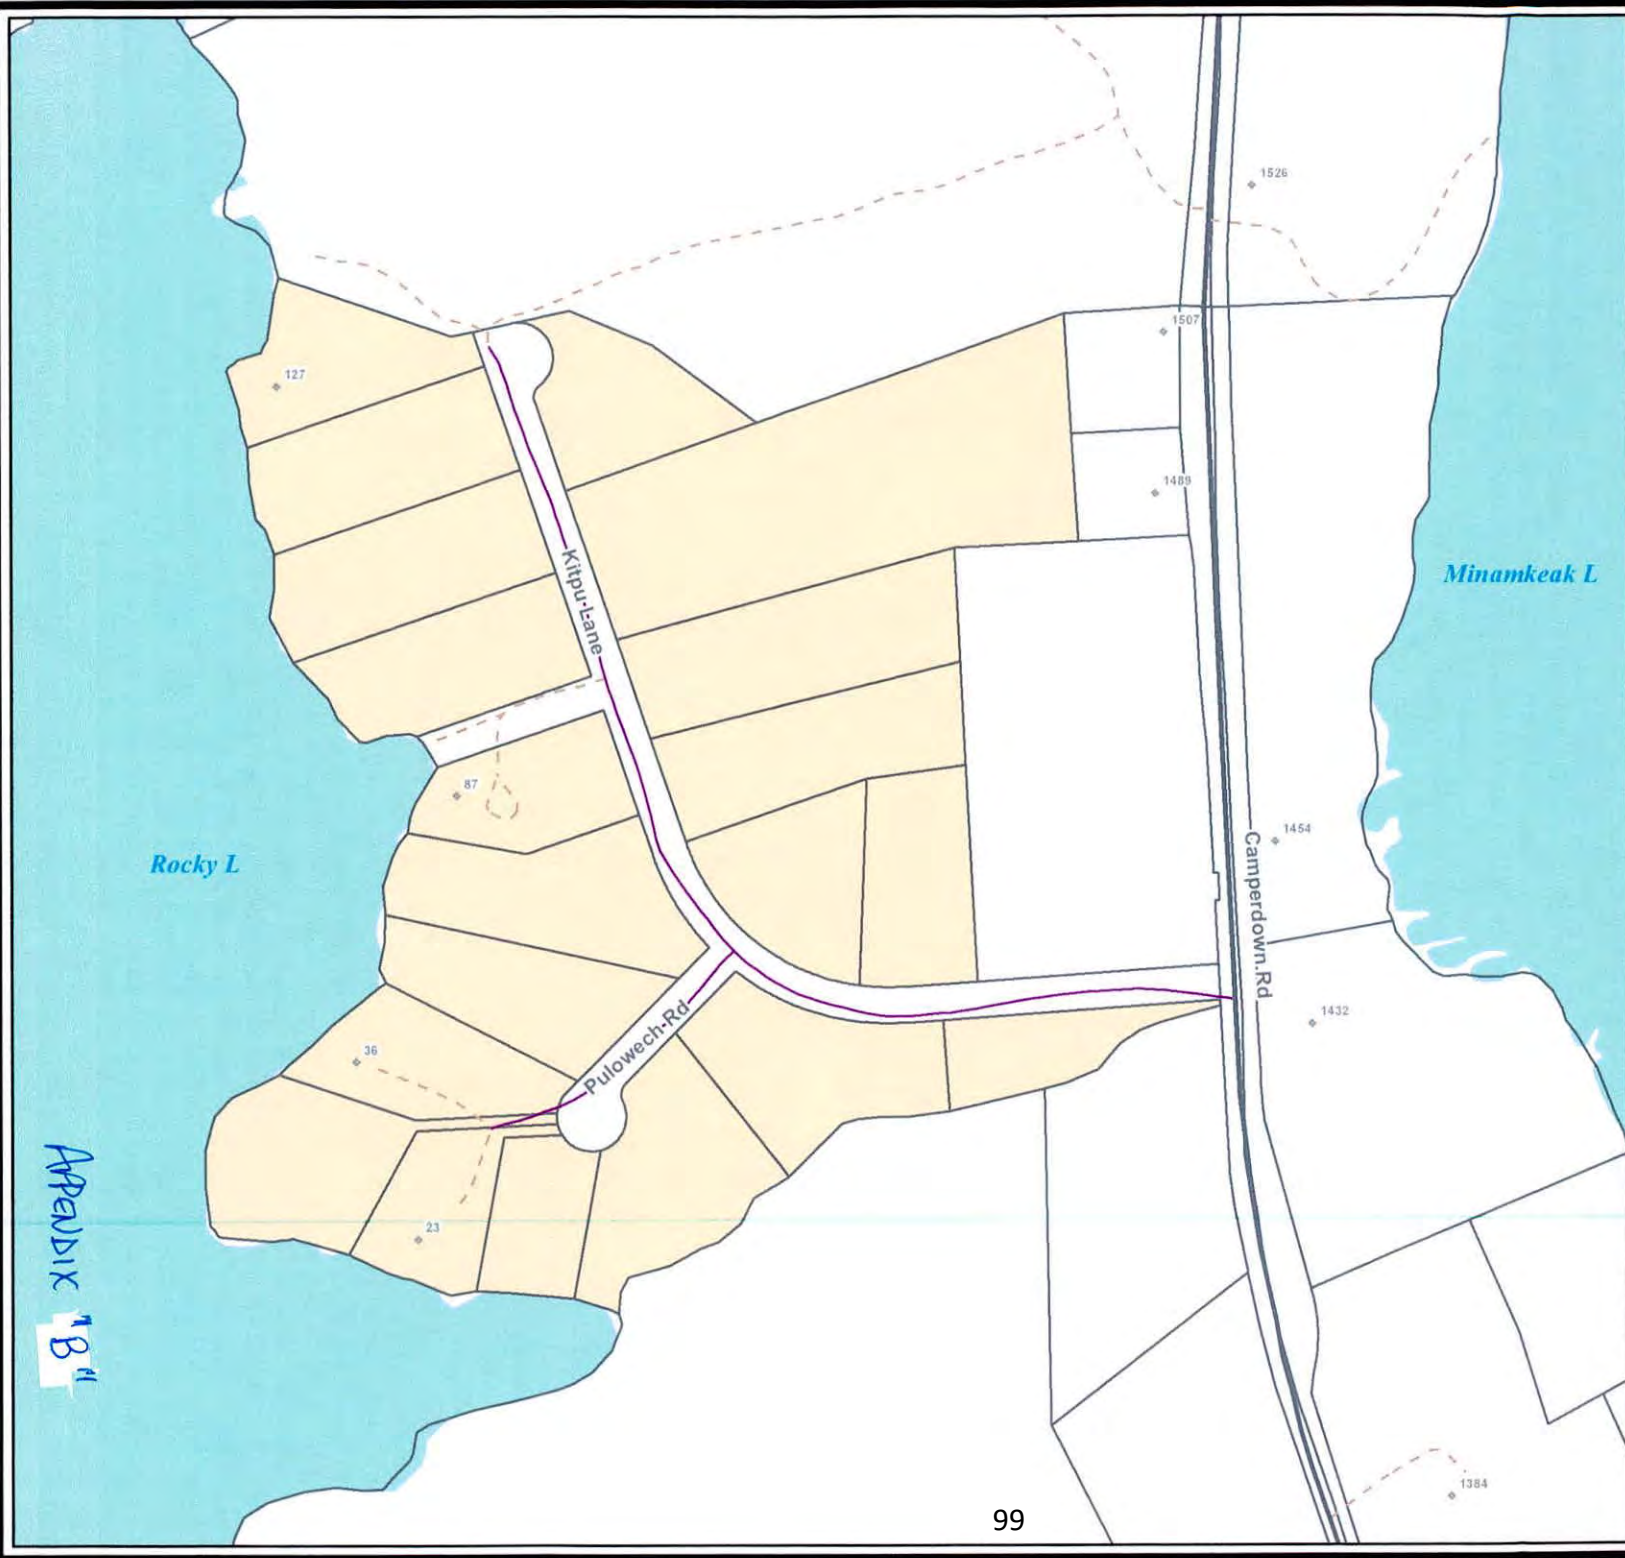 1526
1507
127
1489
Kitpu-Lane
Minamkeak L
87
Rocky L
1454
Camperdown.Rd
Pulowech-Rd
1432
36
23
APPENDIX "B"
1384
99